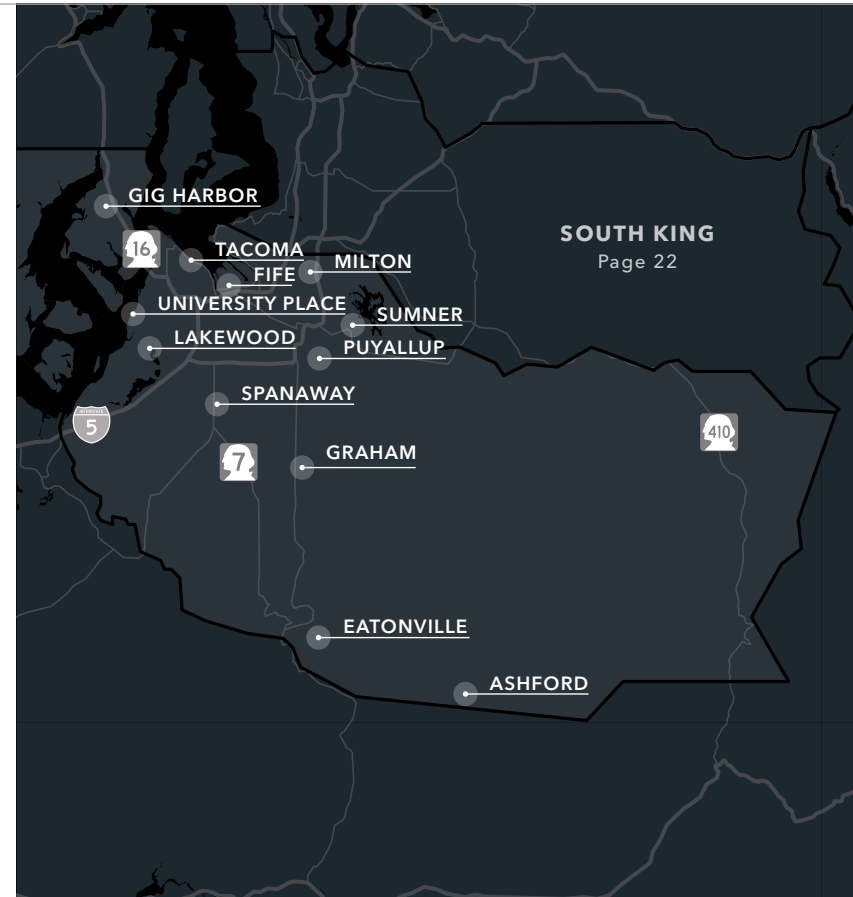 GIG HARBOR
SOUTH KING
Page 22
16
TACOMA
MILTON
FIFE
UNIVERSITY PLACE
SUMNER
LAKEWOOD
PUYALLUP
SPANAWAY
INTERSTATE
5
410
GRAHAM
7
EATONVILLE
ASHFORD